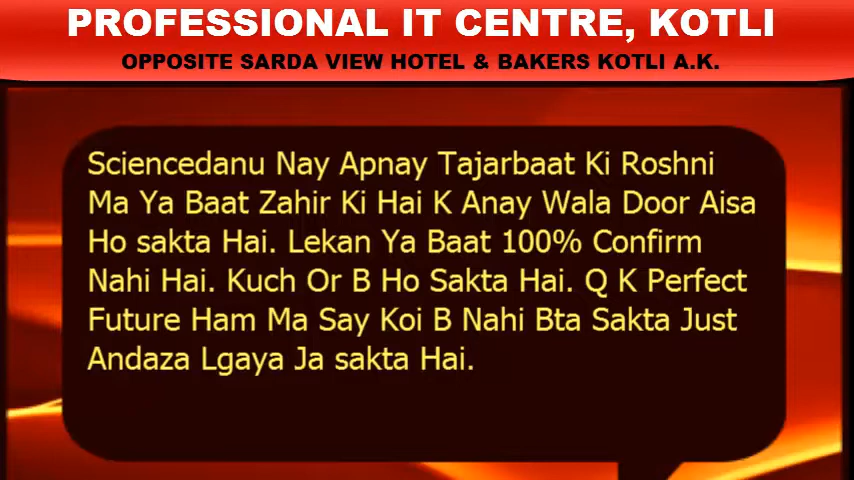 PROFESSIONAL IT CENTRE, KOTLI
OPPOSITE SARDA VIEW HOTEL & BAKERS KOTLI A.K.
Sciencedanu Nay Apnay Tajarbaat Ki Roshni
Ma Ya Baat Zahir Ki Hai K Anay Wala Door Aisa
Ho sakta Hai. Lekan Ya Baat 100% Confirm
Nahi Hai. Kuch Or B Ho Sakta Hai. Q K Perfect
Future Ham Ma Say Koi B Nahi Bta Sakta Just
Andaza Lgaya Ja sakta Hai.